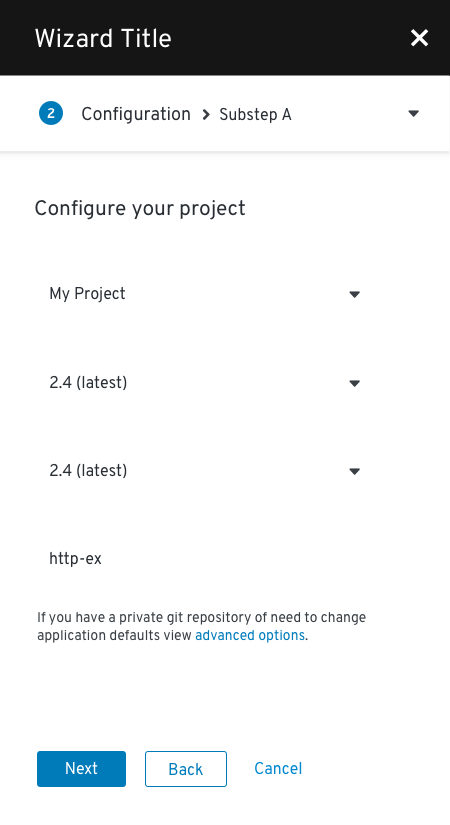 Wizard Title
2 Configuration > Substep A
Configure your project
My Project
2.4 (latest)
2.4 (latest)
http-ex
If you have a private git repository of need to change
application defaults view advanced options.
Next Back Cancel